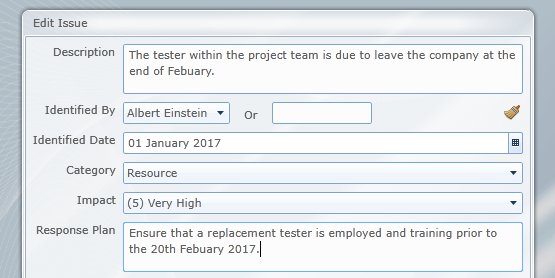 Edit Issue
Description
The tester within the project team is due to leave the company at the
end of Febuary.
Identified By Albert Einstein Or
Identified Date 01 January 2017
Category Resource
Impact (5) Very High
Response Plan
Ensure that a replacement tester is employed and training prior to
the 20th Febuary 2017.